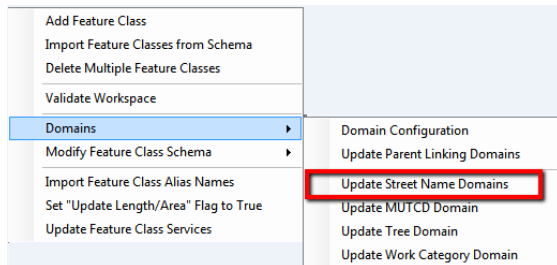 Add Feature Class
Import Feature Classes from Schema
Delete Multiple Feature Classes
Validate Workspace
Domains
Modify Feature Class Schema
Import Feature Class Alias Names
Set "Update Length/Area" Flag to True
Update Feature Class Services
Domain Configuration
Update Parent Linking Domains
Update Street Name Domains
Update MUTCD Domain
Update Tree Domain
Update Work Category Domain